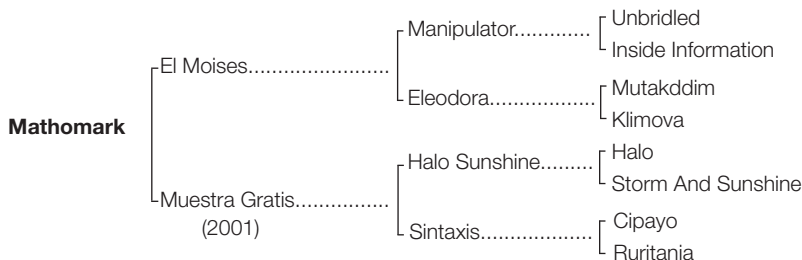 Unbridled
Manipulator.............
Inside Information
El Moises........................
Mutakddim
Eleodora..................
Klimova
Mathomark
Halo
Halo Sunshine.........
Storm And Sunshine
Muestra Gratis................
(2001)
Cipayo
Sintaxis...................
Ruritania